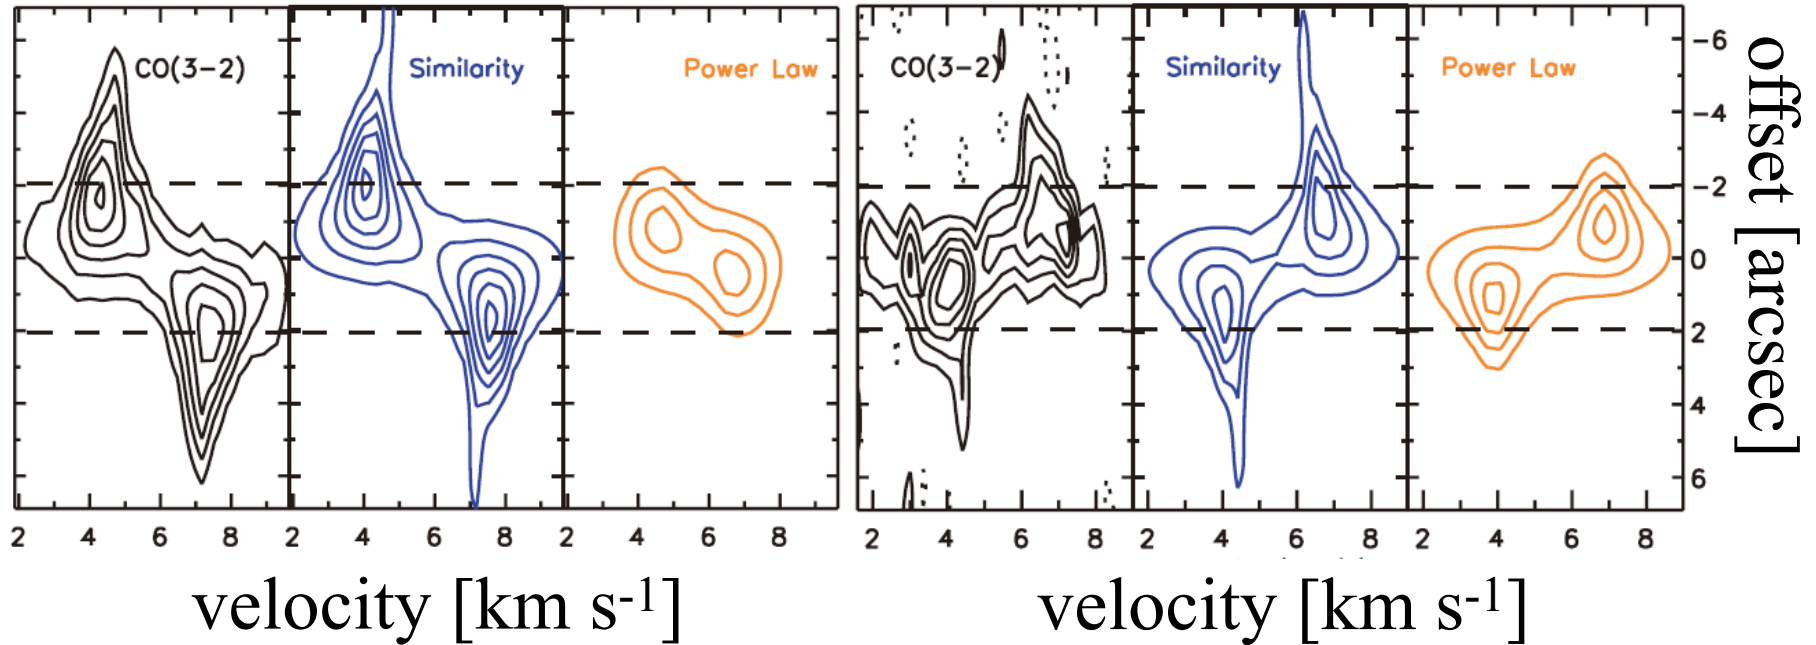 CO(3-2) Similarity Power Law CO(3-2) Similarity Power Law
-6
-4
-2
0
2
4
6
offset [arcsec]
2 4 6 8 2 4 6 8 2 4 6 8 2 4 6 8 2 4 6 8 2 4 6 8
velocity [km s-1] velocity [km s-1]